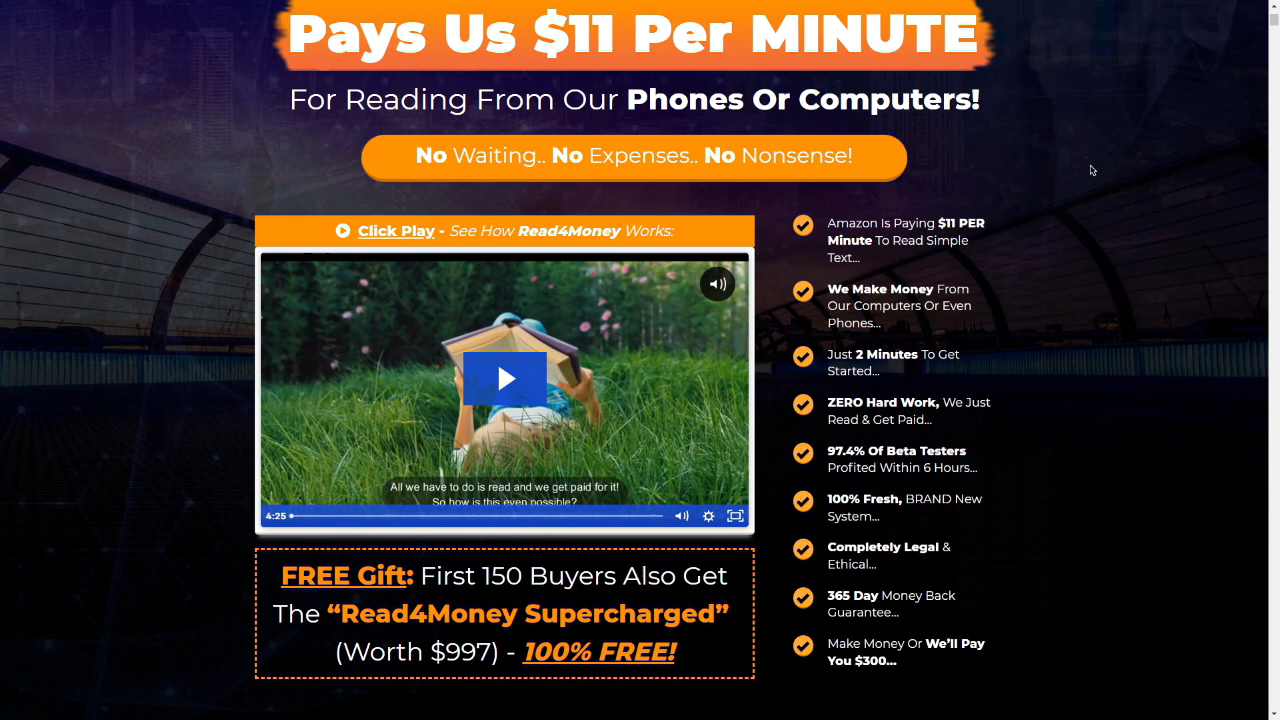 Pays Us $11 Per MINUTE
For Reading From Our Phones Or Computers!
No Waiting.. No Expenses.. No Nonsense!
Click Play - See How Read4Money Works:
All we have to do is read and we get paid for it!
So how is this even possible?
4:25
FREE Gift: First 150 Buyers Also Get
The “Read4Money Supercharged”
(Worth $997) - 100% FREE!
Amazon Is Paying $11 PER
Minute To Read Simple
Text...
We Make Money From
Our Computers Or Even
Phones...
Just 2 Minutes To Get
Started...
ZERO Hard Work, We Just
Read & Get Paid...
97.4% Of Beta Testers
Profited Within 6 Hours...
100% Fresh, BRAND New
System...
Completely Legal &
Ethical...
365 Day Money Back
Guarantee...
Make Money Or We’ll Pay
You $300...